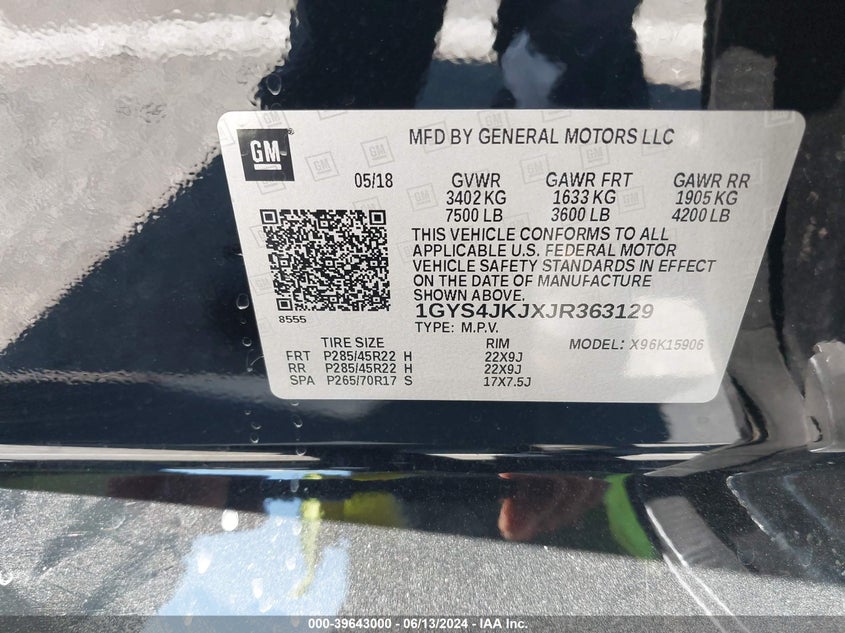 GM
MFD BY GENERAL MOTORS LLC
05/18 GVWR GAWR FRT GAWR RR
3402 KG 1633 KG 1905 KG
7500 LB 3600 LB 4200 LB
THIS VEHICLE CONFORMS TO ALL
APPLICABLE U.S. FEDERAL MOTOR
VEHICLE SAFETY STANDARDS IN EFFECT
ON THE DATE OF MANUFACTURE
SHOWN ABOVE.
8555
1GYS4JKJXJR363129
TYPE: M.P.V.
TIRE SIZE RIM MODEL: X96K15906
FRT P285/45R22 H 22X9J
RR P285/45R22 H 22X9J
SPA P265/70R17 S 17X7.5J
000-39643000 - 06/13/2024 - IAA Inc.